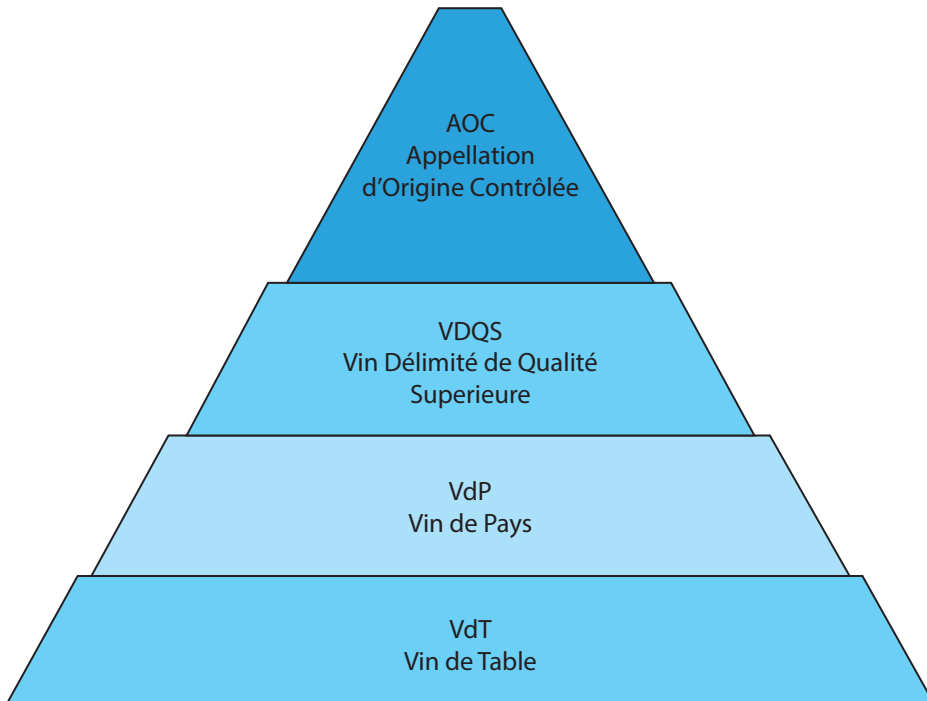 AOC
Appellation
d’Origine Contrôlée
VDQS
Vin Délimité de Qualité
Superieure
VdP
Vin de Pays
VdT
Vin de Table